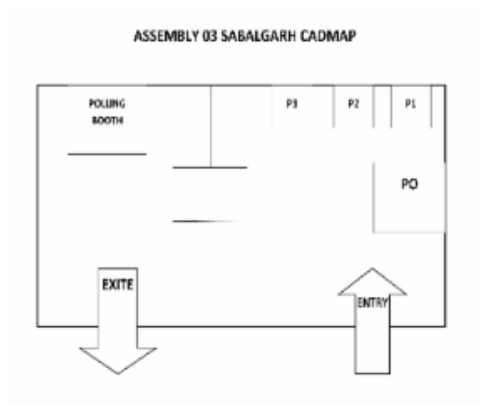 ASSEMBLY 03 SABALGARH CADMAP
POLLING
BOOTH
P3
P2
P1
PO
EXITE
ENTRY